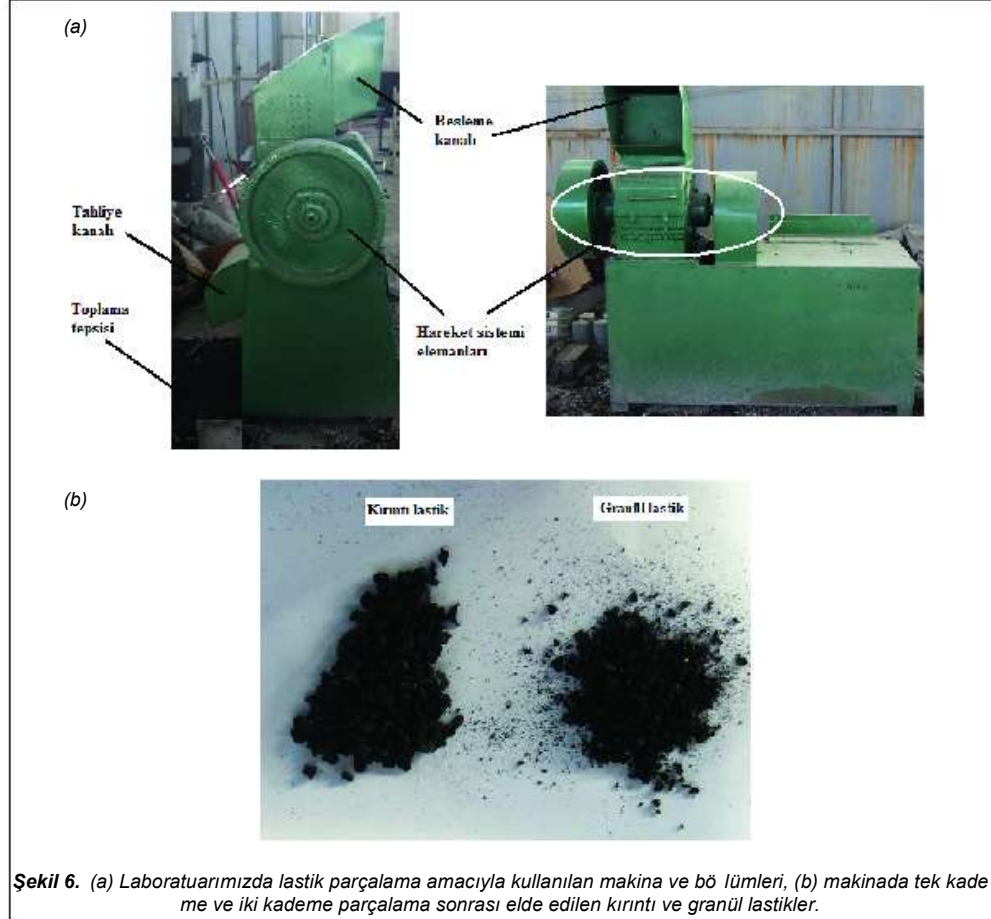 (a)
Besleme
kanalı
Tahliye
kanalı
Toplama
tepsisi
Hareket sistemi
elemanları
(b)
Kırıntı lastik
Granül lastik
Şekil 6. (a) Laboratuarımızda lastik parçalama amacıyla kullanılan makina ve bö lümleri, (b) makinada tek kade
me ve iki kademe parçalama sonrası elde edilen kırıntı ve granül lastikler.